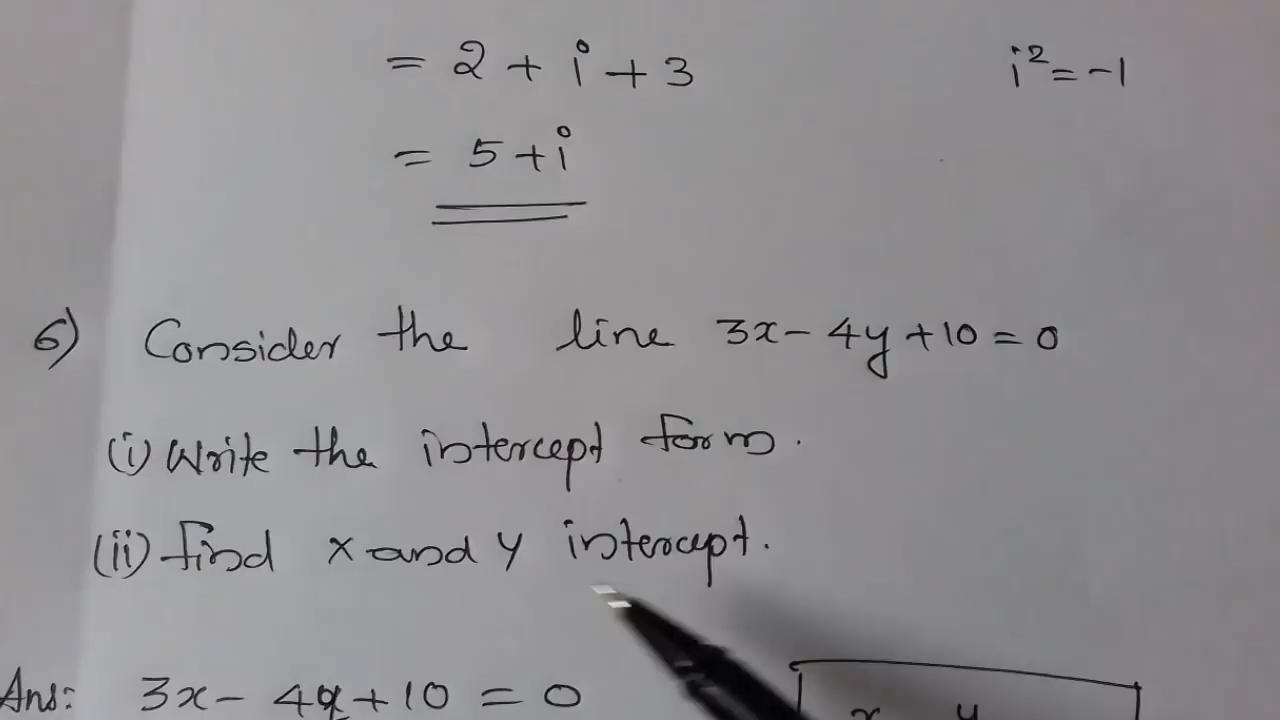 = 2 + i + 3
i² = -1
= 5 + i
6) Consider the line 3x - 4y + 10 = 0
(i) Write the intercept form.
(ii) Find x and y intercept.
Ans: 3x - 4y + 10 = 0
x y